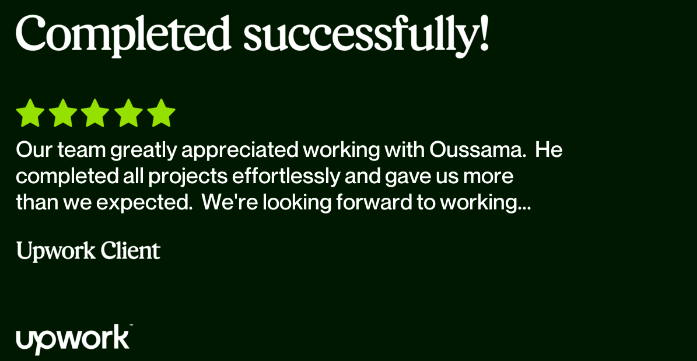 Completed successfully!
Our team greatly appreciated working with Oussama.  He
completed all projects effortlessly and gave us more
than we expected.  We're looking forward to working...
Upwork Client
upwork™